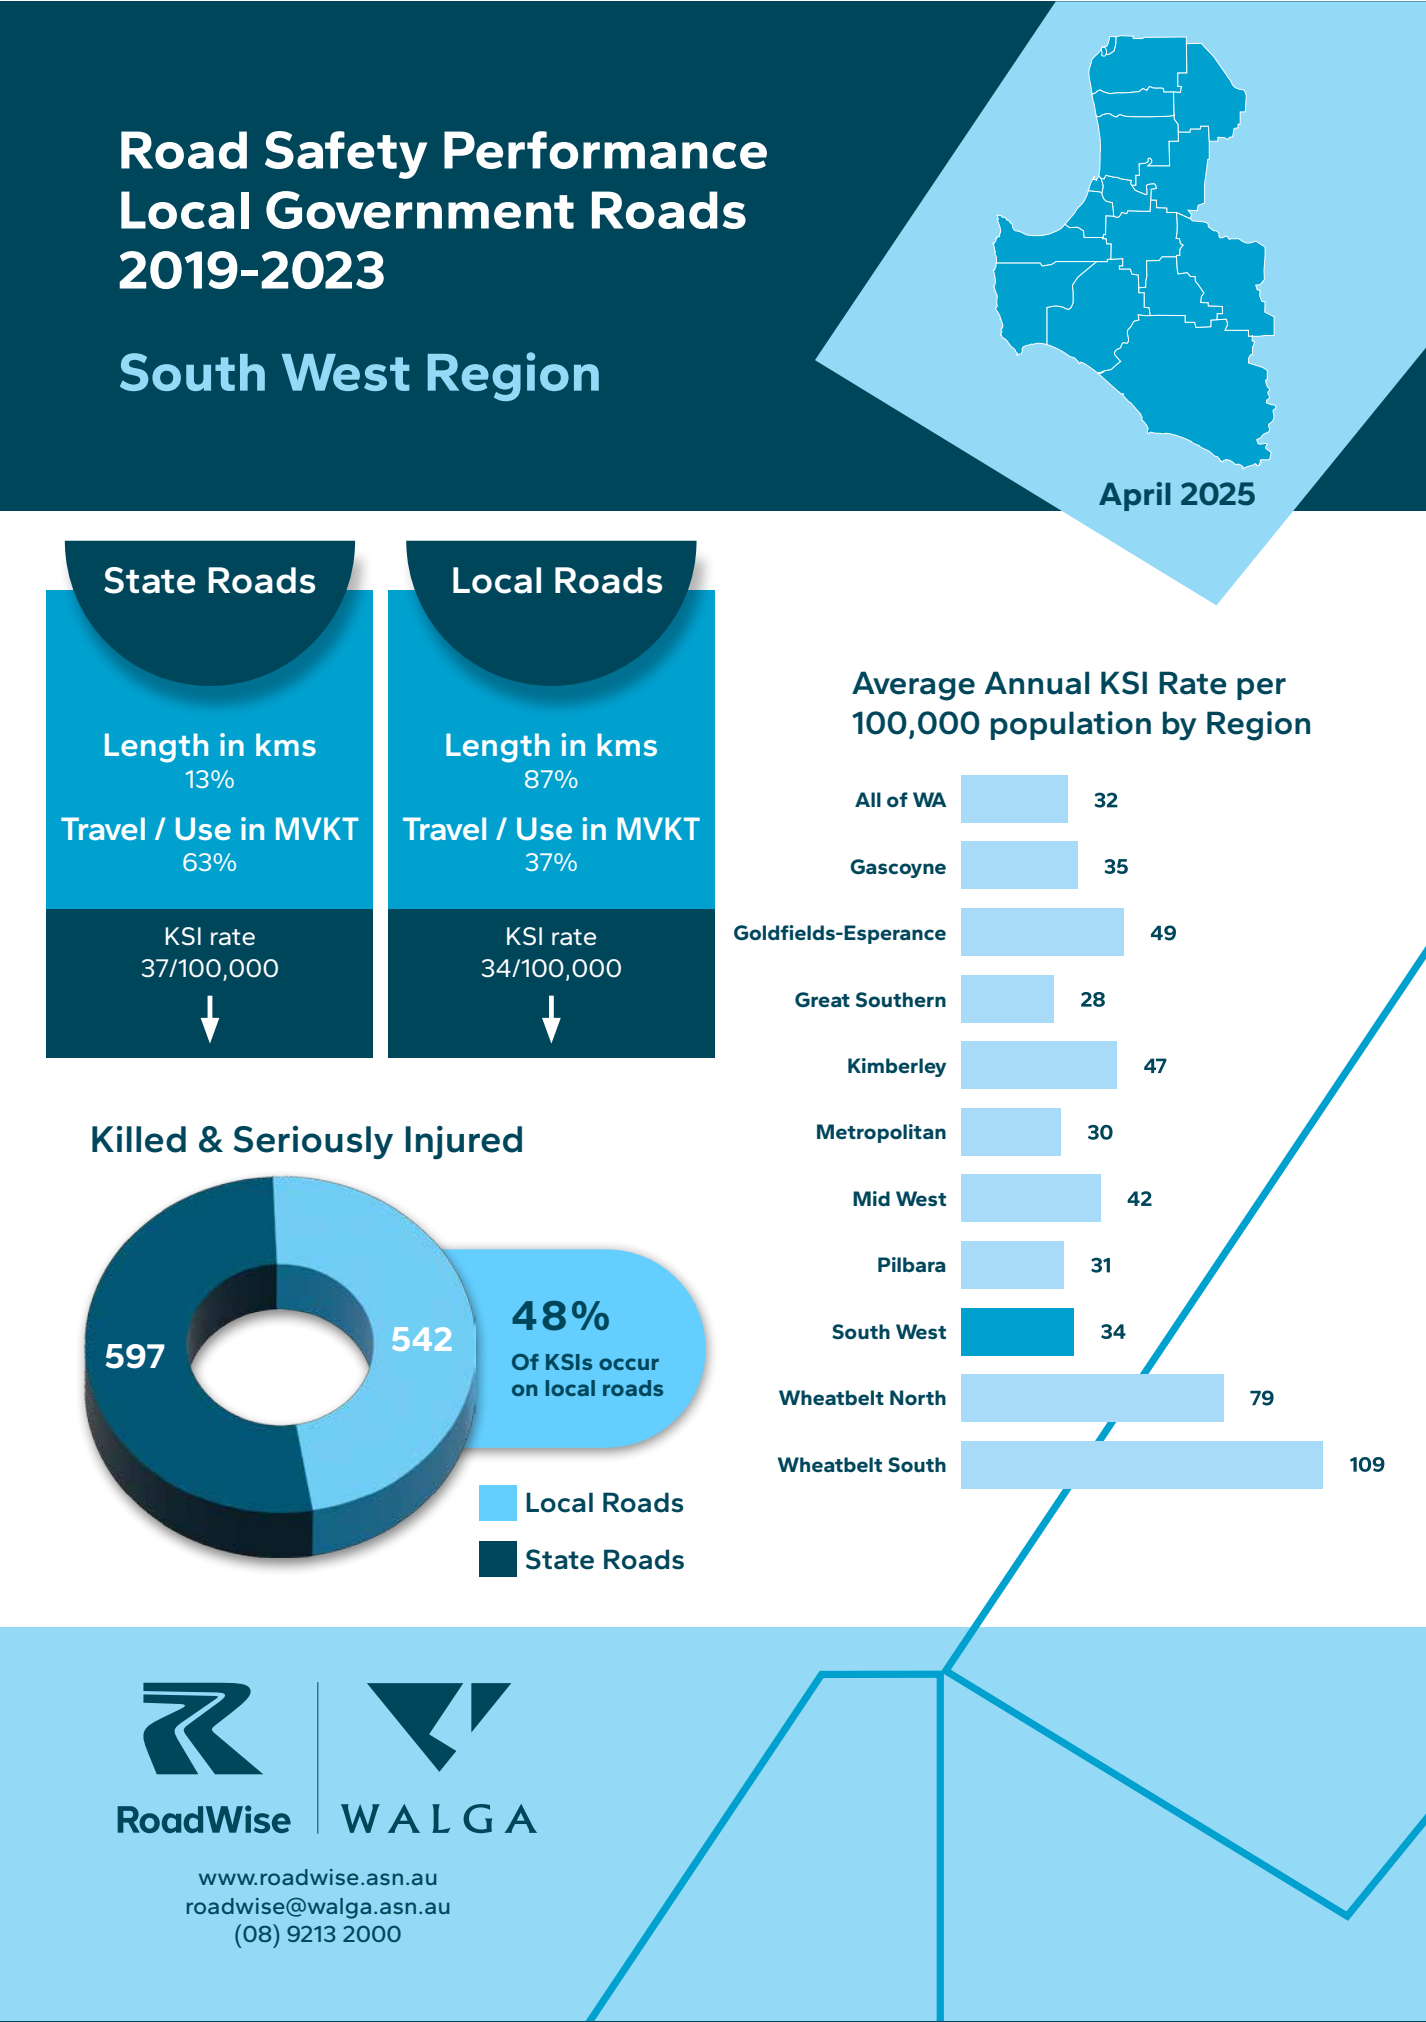 Road Safety Performance
Local Government Roads
2019-2023
South West Region
April 2025
State Roads
Length in kms
13%
Travel / Use in MVKT
63%
KSI rate
37/100,000
Local Roads
Length in kms
87%
Travel / Use in MVKT
37%
KSI rate
34/100,000
Killed & Seriously Injured
597
542
48%
Of KSIs occur
on local roads
Local Roads
State Roads
Average Annual KSI Rate per
100,000 population by Region
All of WA 32
Gascoyne 35
Goldfields-Esperance 49
Great Southern 28
Kimberley 47
Metropolitan 30
Mid West 42
Pilbara 31
South West 34
Wheatbelt North 79
Wheatbelt South 109
RoadWise
WALGA
www.roadwise.asn.au
roadwise@walga.asn.au
(08) 9213 2000